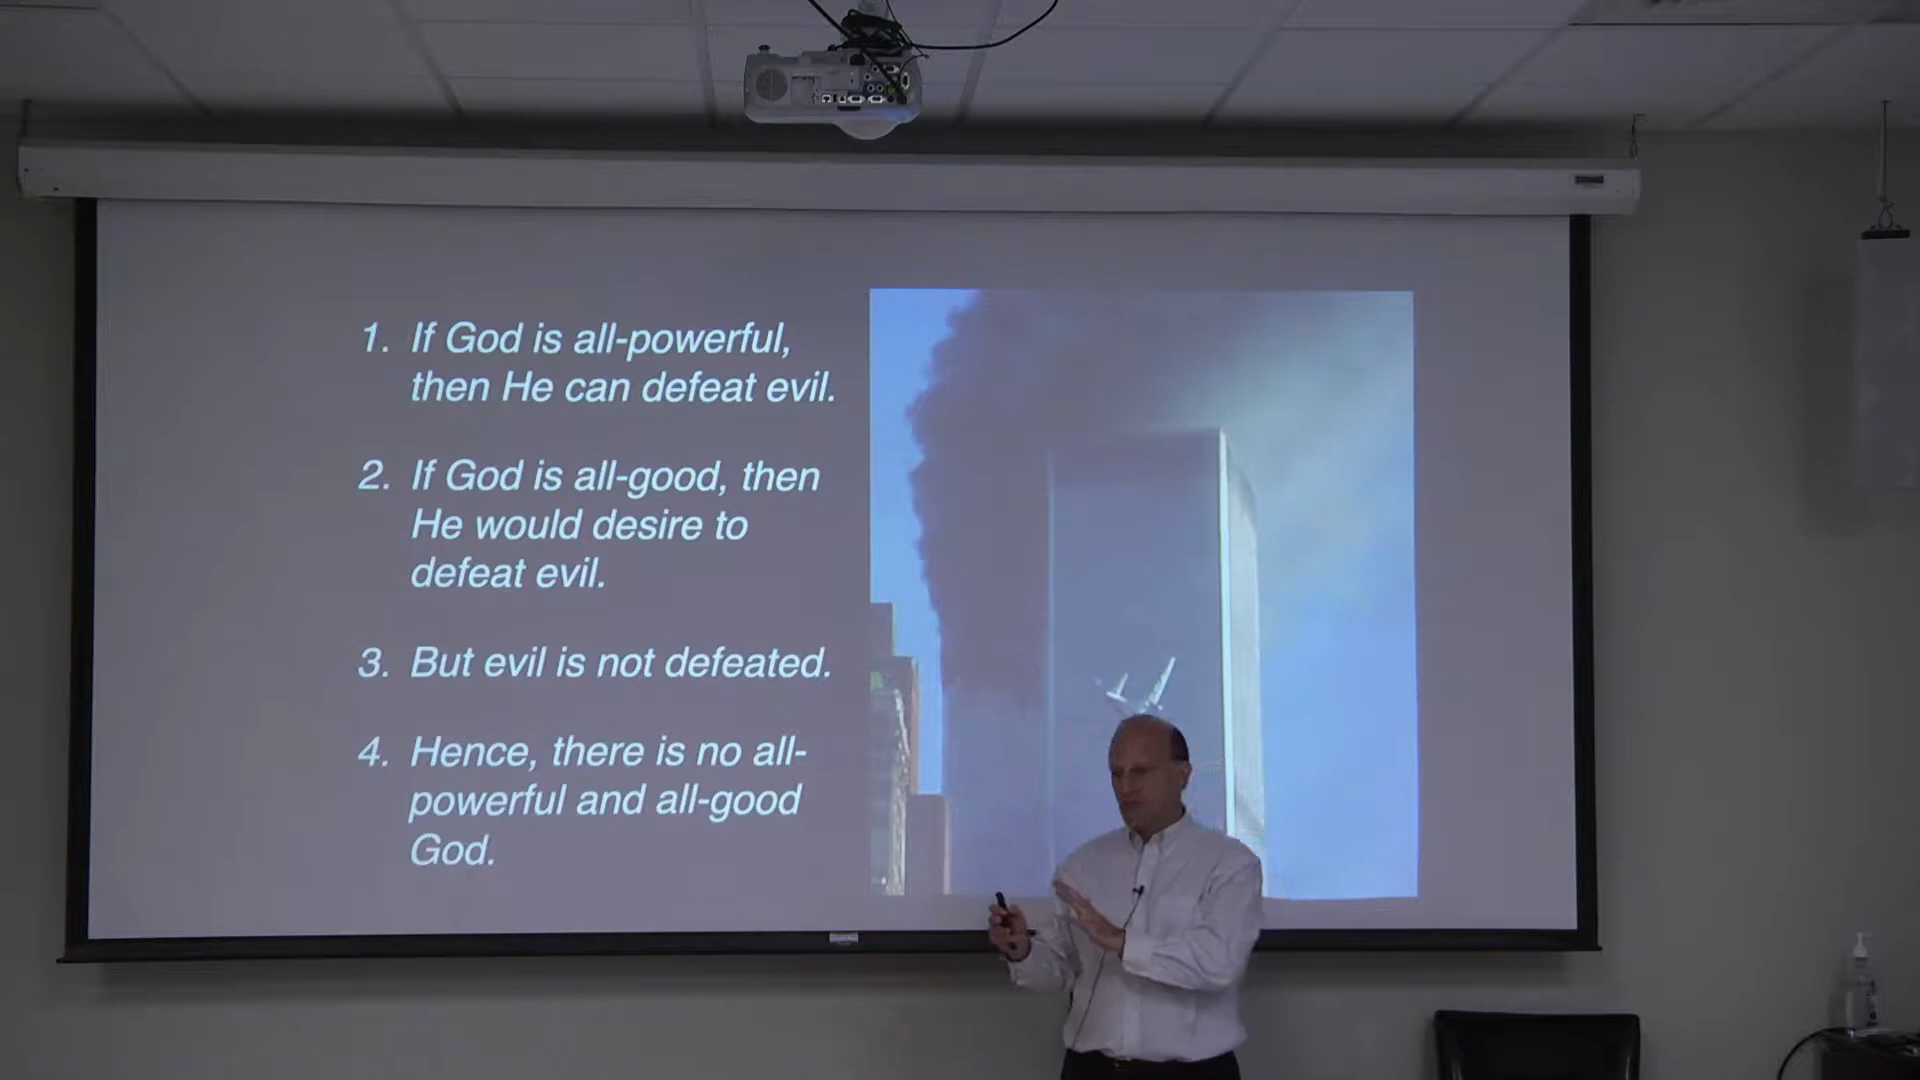 1. If God is all-powerful,
then He can defeat evil.
2. If God is all-good, then
He would desire to
defeat evil.
3. But evil is not defeated.
4. Hence, there is no all-
powerful and all-good
God.